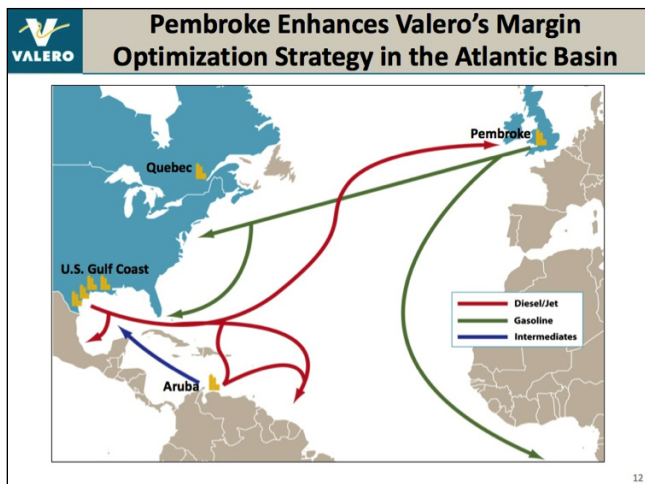 VALERO
Pembroke Enhances Valero's Margin
Optimization Strategy in the Atlantic Basin
Pembroke
Quebec
U.S. Gulf Coast
Diesel/Jet
Gasoline
Intermediates
Aruba
12